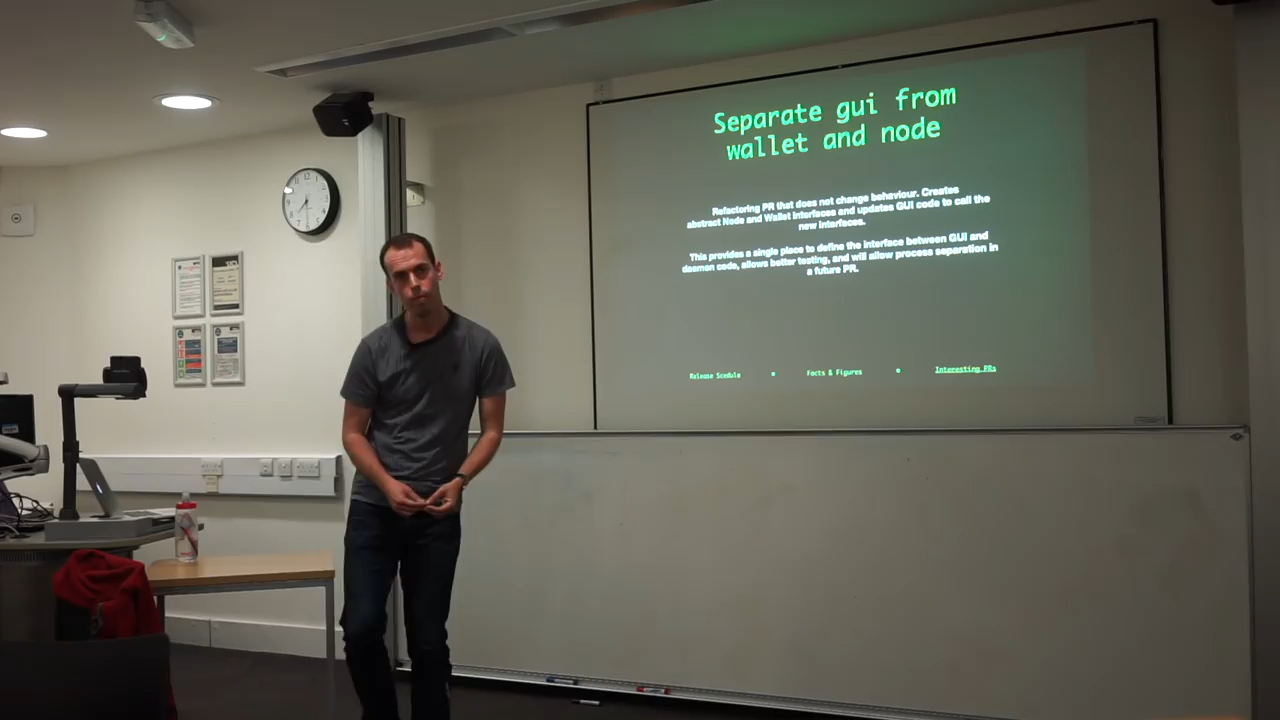 Separate gui from
wallet and node
Refactoring PR that does not change behaviour. Creates
abstract Node and Wallet interfaces and updates GUI code to call the
new interfaces.
This provides a single place to define the interface between GUI and
daemon code, allows better testing, and will allow process separation in
a future PR.
Release Scedule • Facts & Figures • Interesting PRs